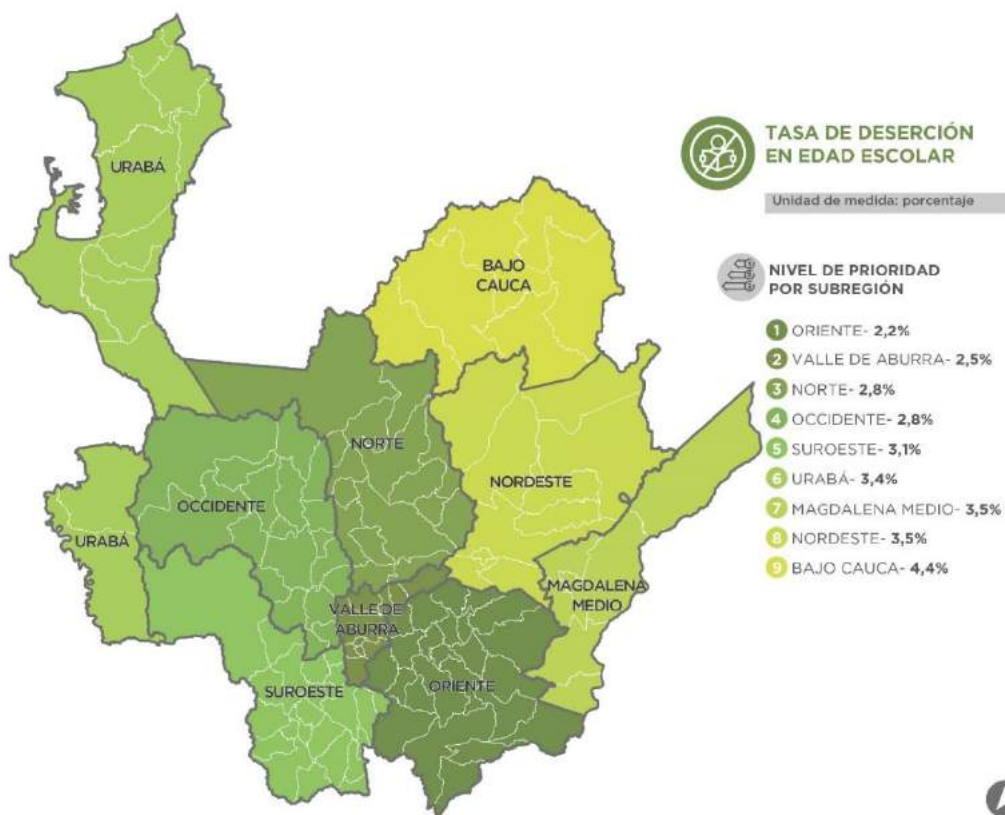 TASA DE DESERCIÓN
EN EDAD ESCOLAR
Unidad de medida: porcentaje
NIVEL DE PRIORIDAD
POR SUBREGIÓN
1 ORIENTE- 2,2%
2 VALLE DE ABURRA- 2,5%
3 NORTE- 2,8%
4 OCCIDENTE- 2,8%
5 SUROESTE- 3,1%
6 URABÁ- 3,4%
7 MAGDALENA MEDIO- 3,5%
8 NORDESTE- 3,5%
9 BAJO CAUCA- 4,4%
URABÁ
BAJO
CAUCA
NORTE
NORDESTE
OCCIDENTE
URABÁ
MAGDALENA
MEDIO
VALLE DE
ABURRA
ORIENTE
SUROESTE